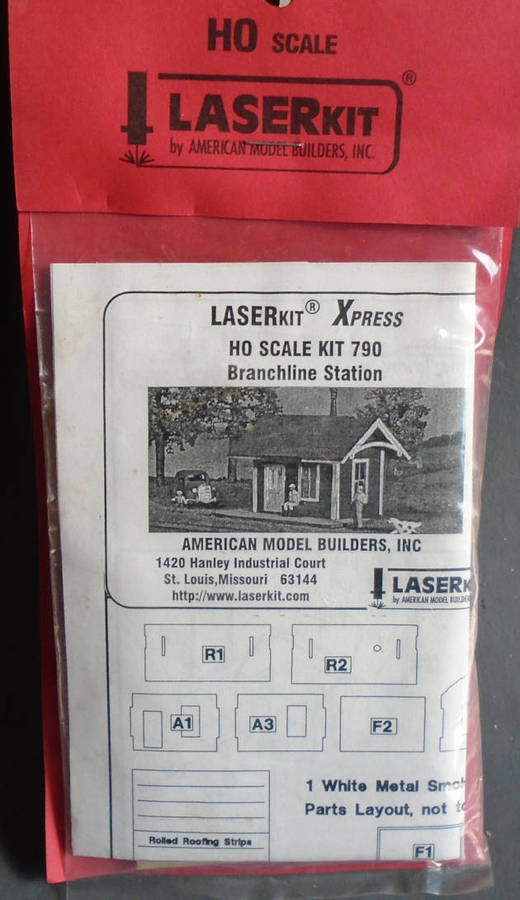 HO SCALE
LASERKIT ®
by AMERICAN MODEL BUILDERS, INC.
LASERKIT® XPRESS
HO SCALE KIT 790
Branchline Station
AMERICAN MODEL BUILDERS, INC
1420 Hanley Industrial Court
St. Louis,Missouri 63144
http://www.laserkit.com
LASERK
by AMERICAN MODEL BUILDERS
R1
R2
A1
A3
F2
1 White Metal
Parts Layout, not
Rolled Roofing Strips
F1